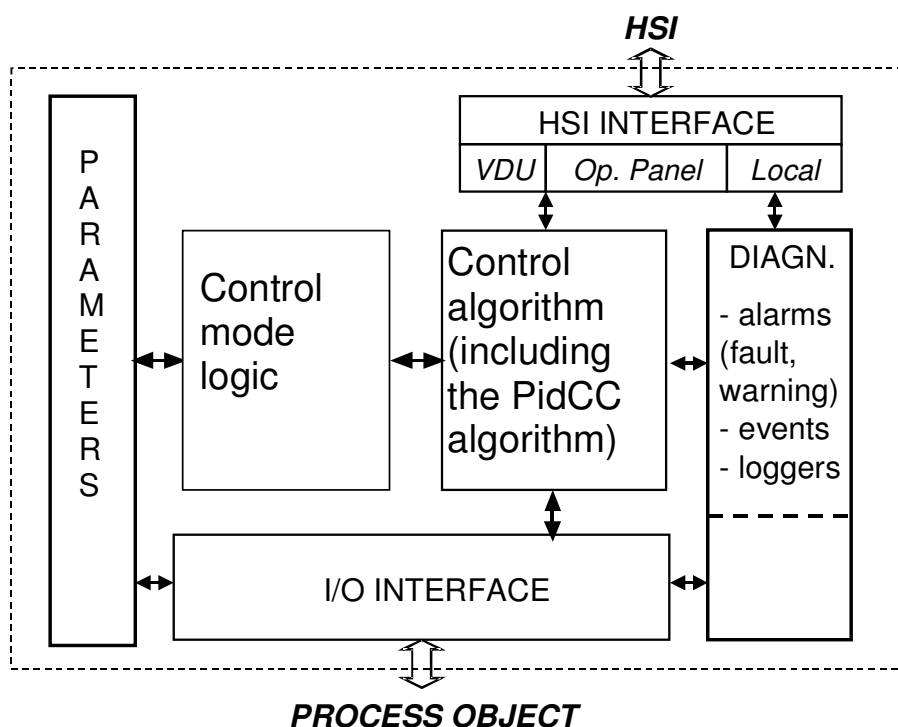 HSI
HSI INTERFACE
VDU Op. Panel Local
P
A
R
A
M
E
T
E
R
S
Control
mode
logic
Control
algorithm
(including
the PidCC
algorithm)
DIAGN.
- alarms
(fault,
warning)
- events
- loggers
I/O INTERFACE
PROCESS OBJECT